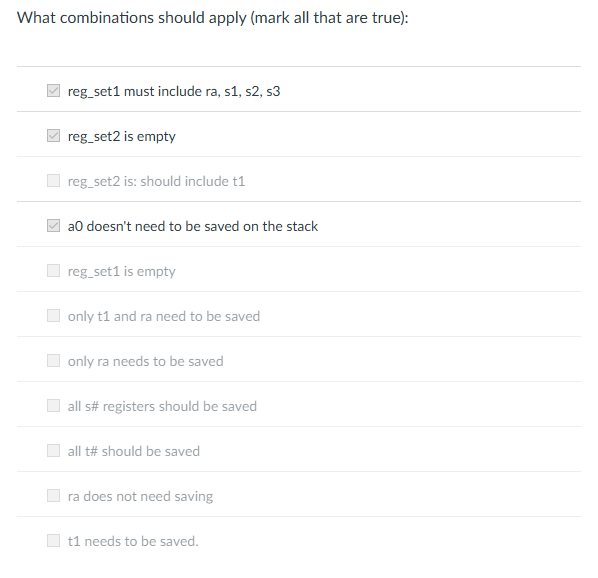 What combinations should apply (mark all that are true):
reg_set1 must include ra, s1, s2, s3
reg_set2 is empty
reg_set2 is: should include t1
a0 doesn't need to be saved on the stack
reg_set1 is empty
only t1 and ra need to be saved
only ra needs to be saved
all s# registers should be saved
all t# should be saved
ra does not need saving
t1 needs to be saved.